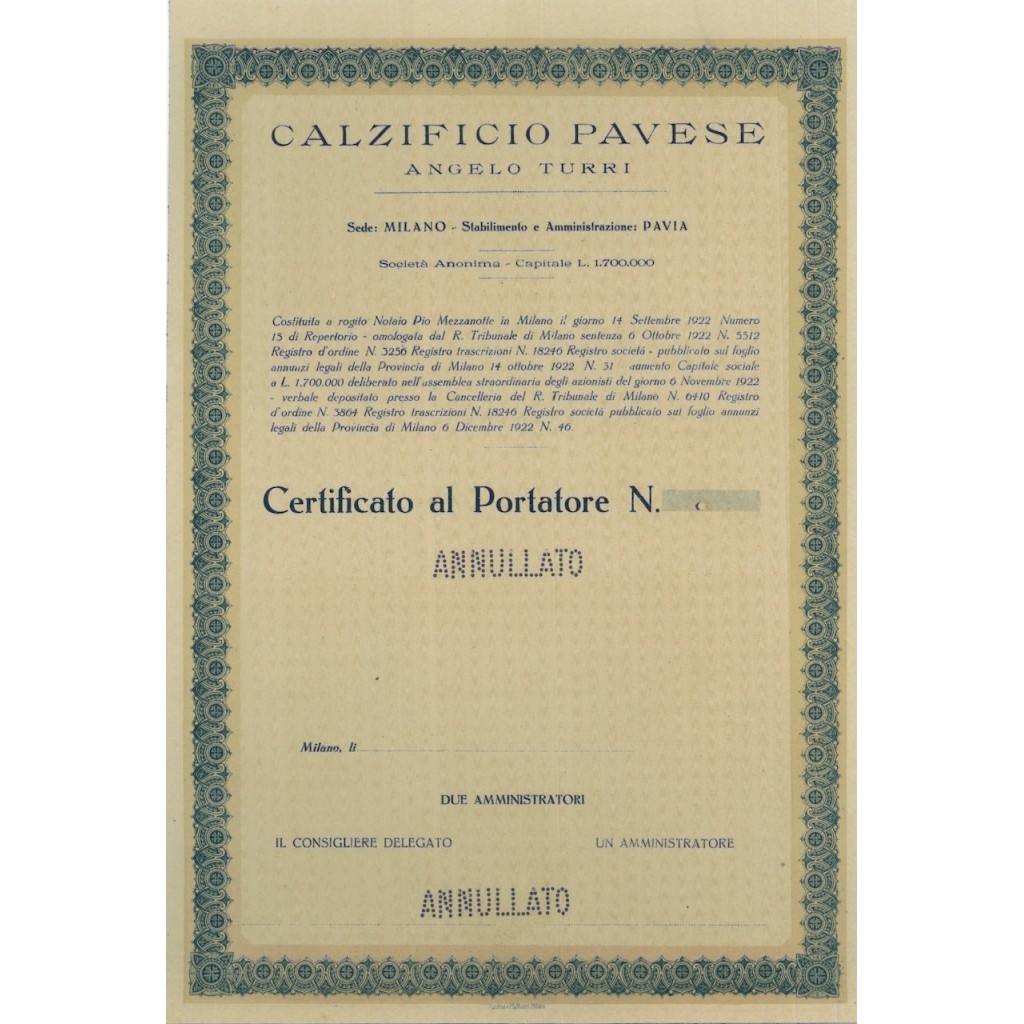 CALZIFICIO PAVESE
ANGELO TURRI
Sede: MILANO - Stabilimento e Amministrazione: PAVIA
Società Anonima - Capitale L. 1.700.000
Costituita a rogito Notaio Pio Mezzanotte in Milano il giorno 14 Settembre 1922 Numero
15 di Repertorio - omologata dal R. Tribunale di Milano sentenza 6 Ottobre 1922 N. 5512
Registro d'ordine N. 3256 Registro trascrizioni N. 18246 Registro società - pubblicato sul foglio
annunzi legali della Provincia di Milano 14 ottobre 1922 N. 31 - aumento Capitale sociale
a L. 1.700.000 deliberato nell'assemblea straordinaria degli azionisti del giorno 6 Novembre 1922
- verbale depositato presso la Cancelleria del R. Tribunale di Milano N. 6410 Registro
d'ordine N. 3864 Registro trascrizioni N. 18246 Registro società pubblicato sul foglio annunzi
legali della Provincia di Milano 6 Dicembre 1922 N. 46.
Certificato al Portatore N.
ANNULLATO
Milano, li
DUE AMMINISTRATORI
IL CONSIGLIERE DELEGATO UN AMMINISTRATORE
ANNULLATO